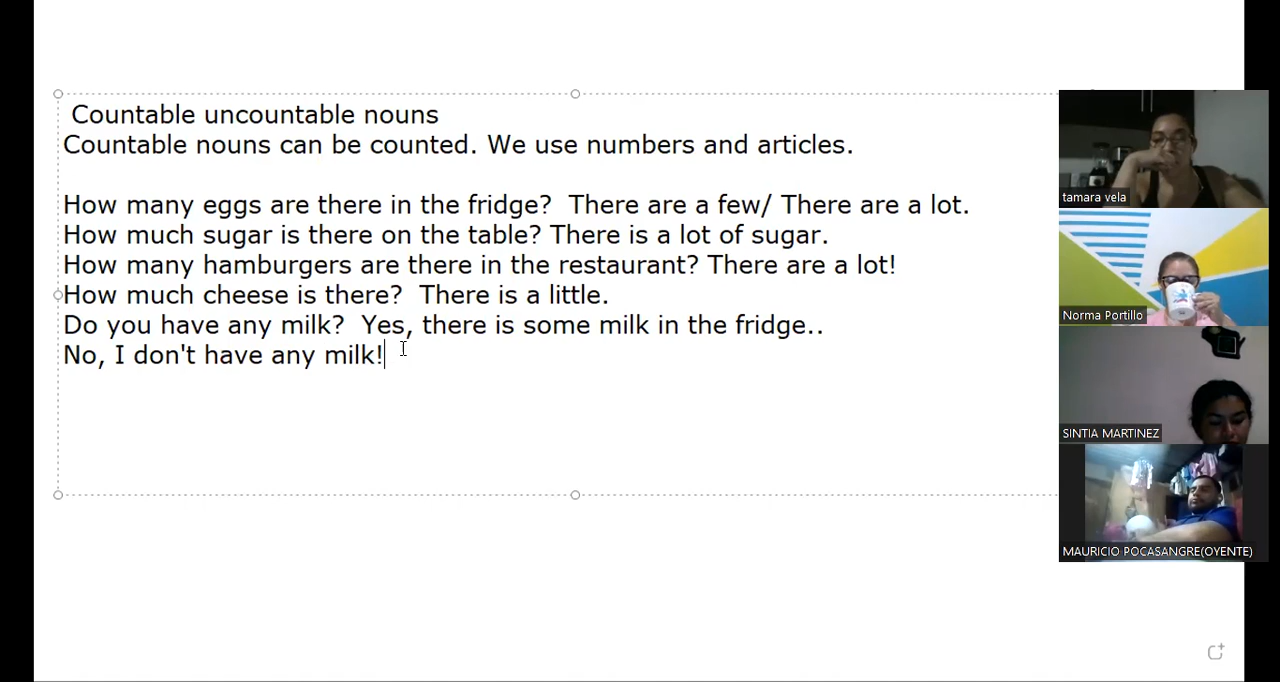 Countable uncountable nouns
Countable nouns can be counted. We use numbers and articles.
How many eggs are there in the fridge?  There are a few/ There are a lot.
How much sugar is there on the table? There is a lot of sugar.
How many hamburgers are there in the restaurant? There are a lot!
How much cheese is there?  There is a little.
Do you have any milk?  Yes, there is some milk in the fridge..
No, I don't have any milk!
tamara vela
Norma Portillo
SINTIA MARTINEZ
MAURICIO POCASANGRE(OYENTE)